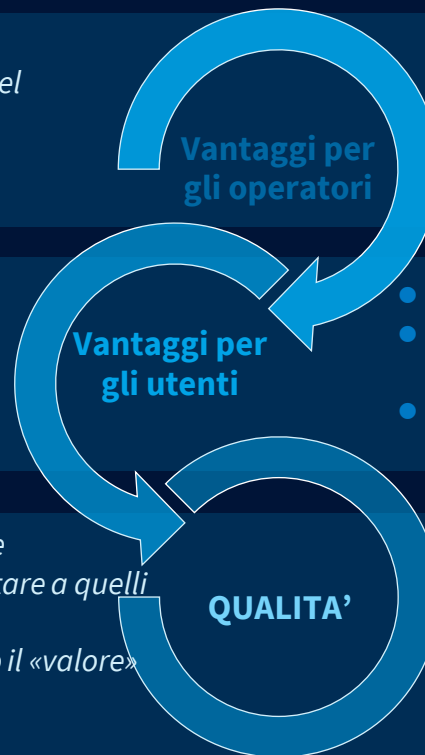 el
Vantaggi per
gli operatori
Vantaggi per
gli utenti
e
tare a quelli
QUALITA’
il «valore»